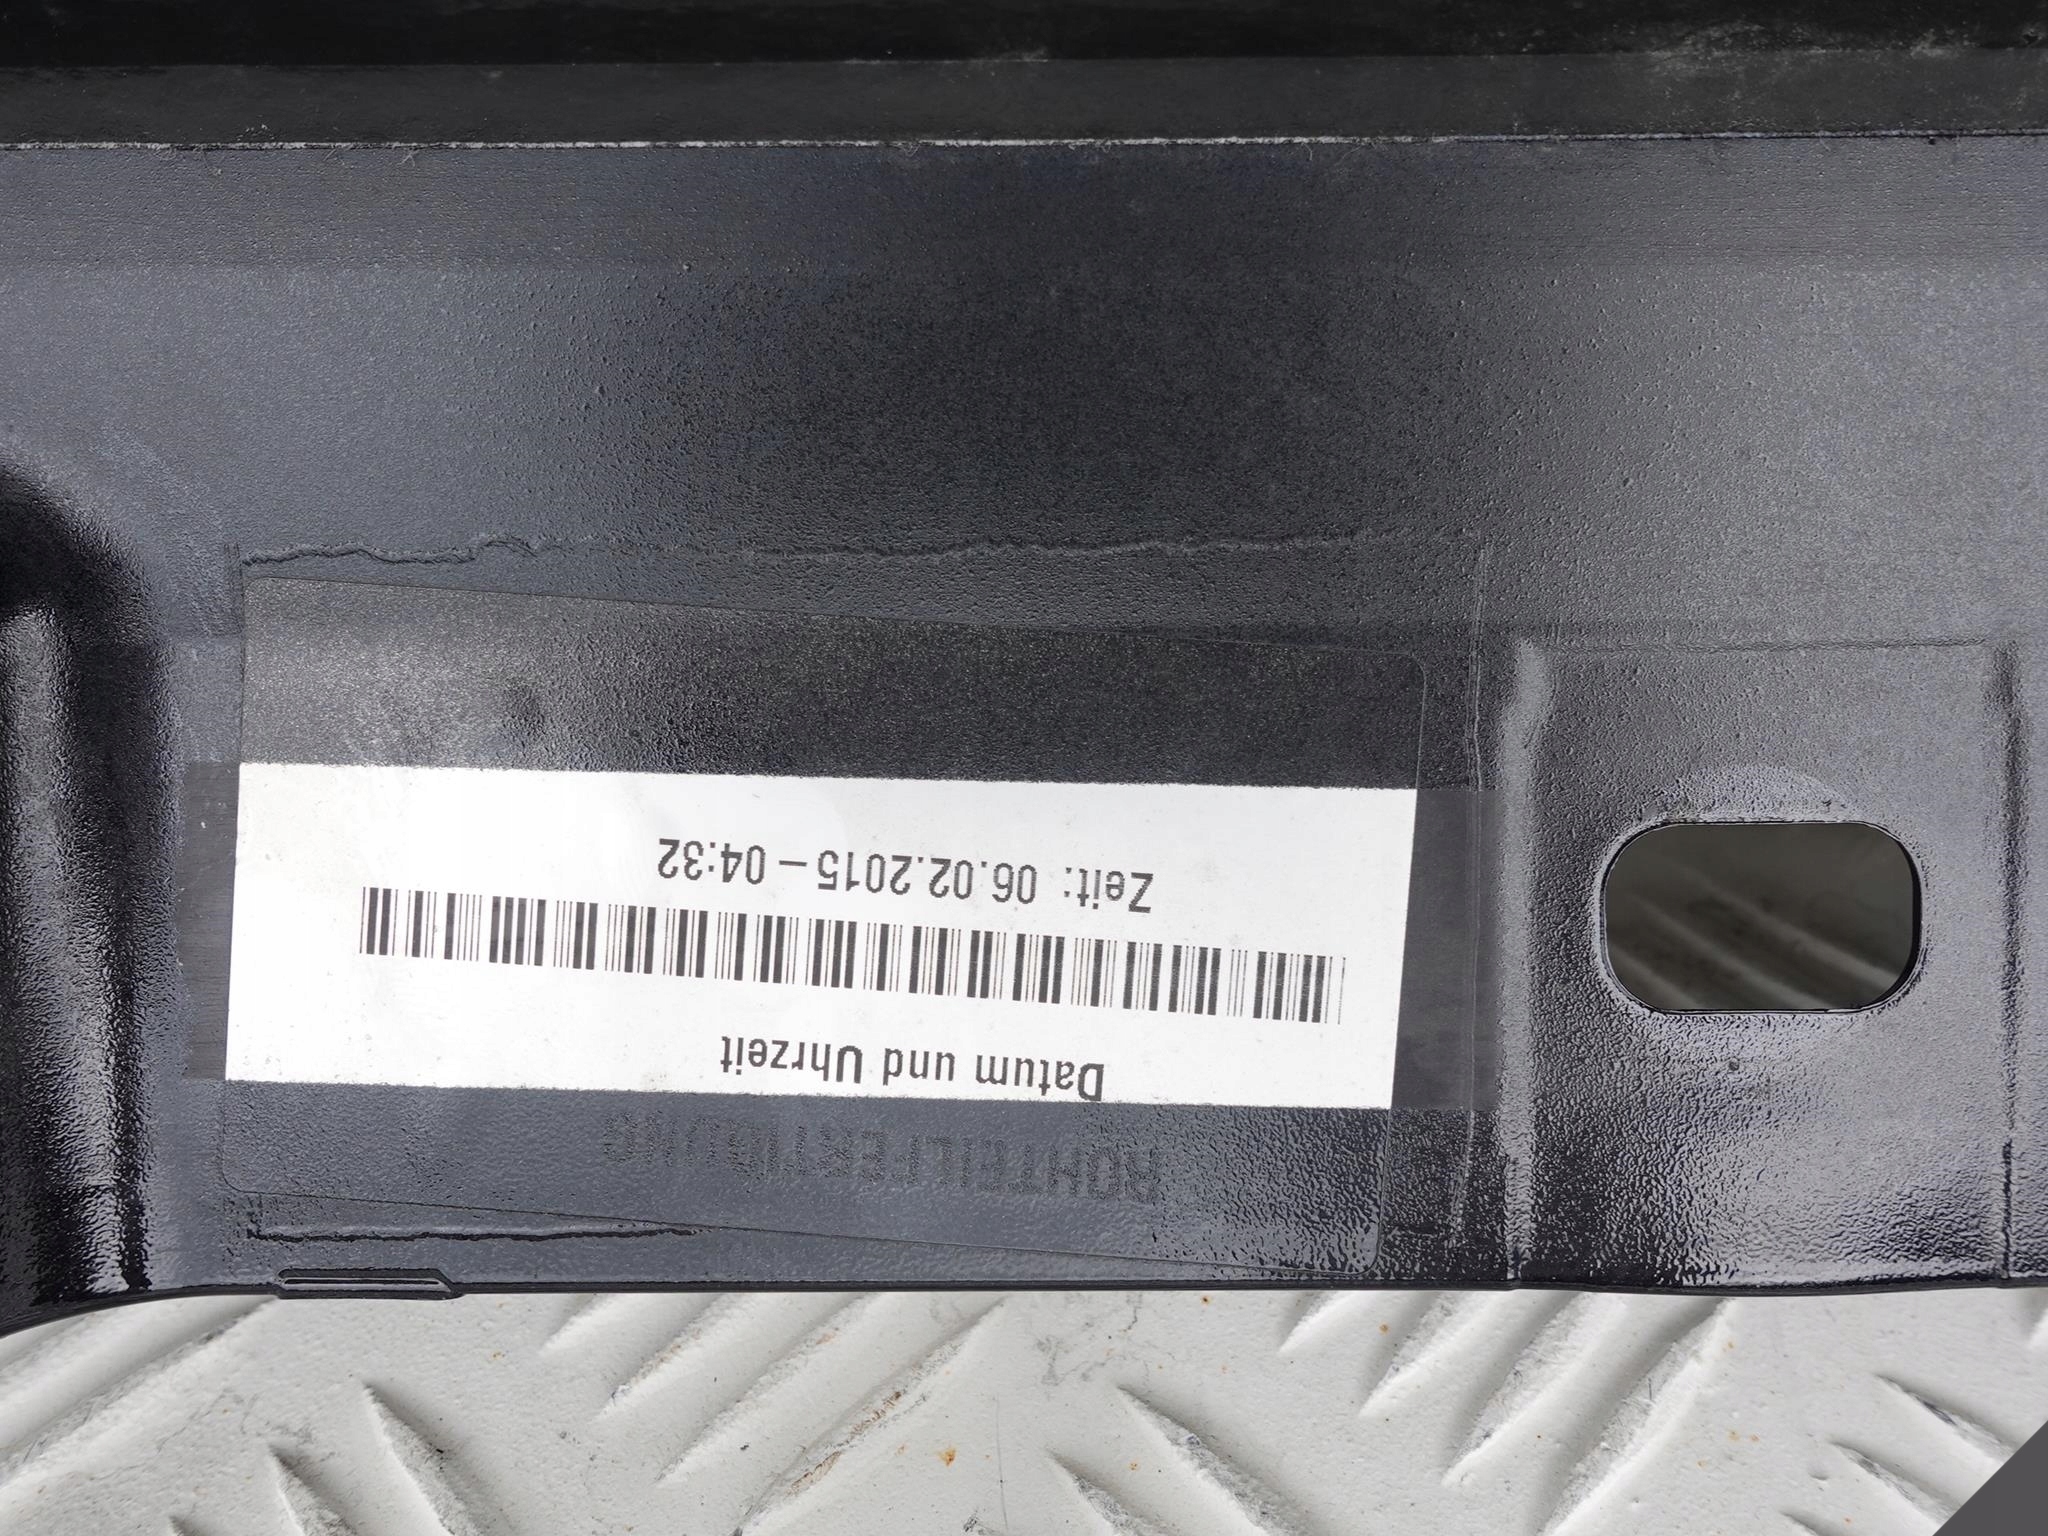 Datum und Uhrzeit
Zeit: 06.02.2015 – 04:32